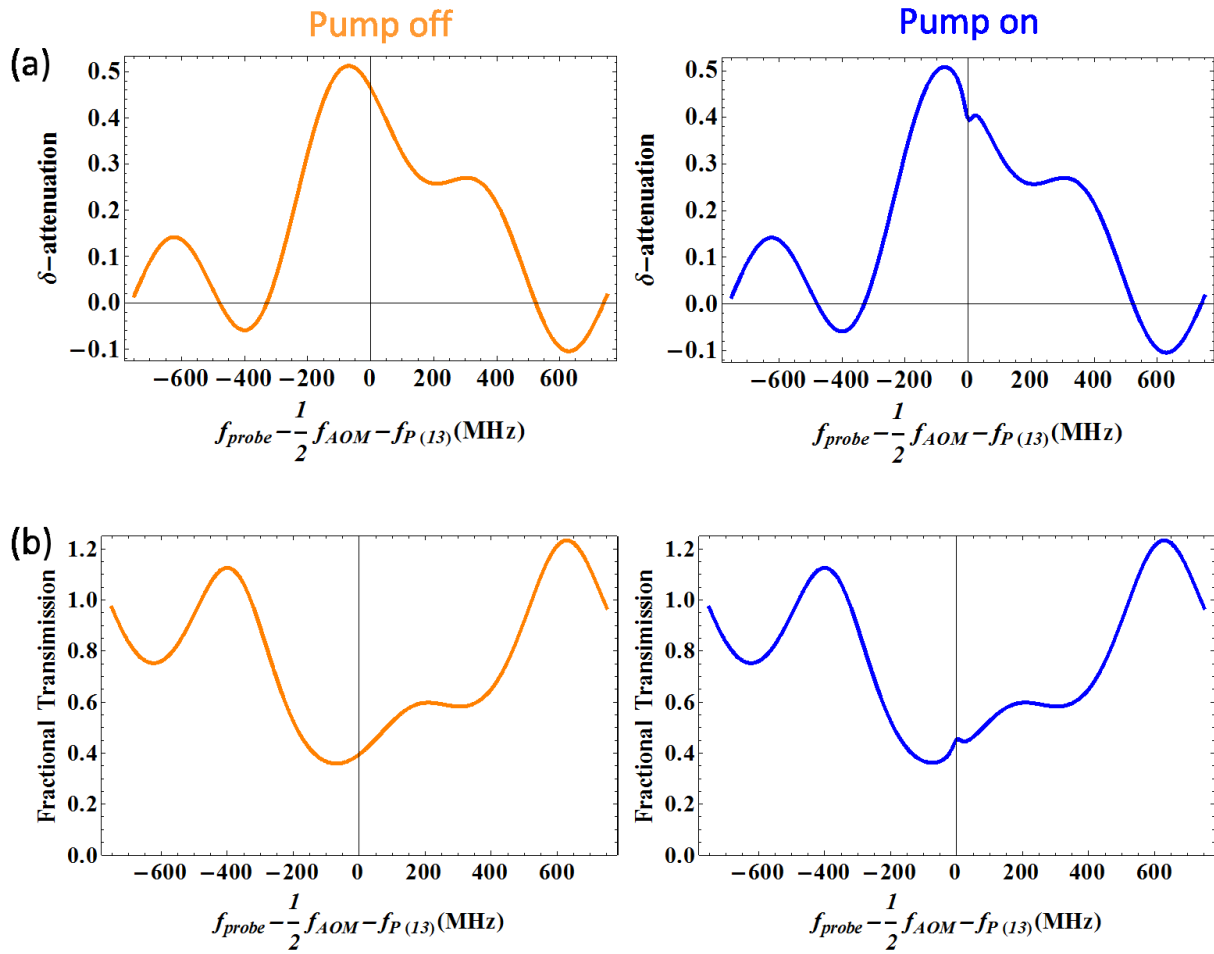 Pump off
Pump on
(a)
δ−attenuation
0.5
0.4
0.3
0.2
0.1
0.0
−0.1
−600 −400 −200 0 200 400 600
f_probe − 1/2 f_AOM − f_P (13) (MHz)
δ−attenuation
0.5
0.4
0.3
0.2
0.1
0.0
−0.1
−600 −400 −200 0 200 400 600
f_probe − 1/2 f_AOM − f_P (13) (MHz)
(b)
Fractional Transimission
1.2
1.0
0.8
0.6
0.4
0.2
0.0
−600 −400 −200 0 200 400 600
f_probe − 1/2 f_AOM − f_P (13) (MHz)
Fractional Transimission
1.2
1.0
0.8
0.6
0.4
0.2
0.0
−600 −400 −200 0 200 400 600
f_probe − 1/2 f_AOM − f_P (13) (MHz)